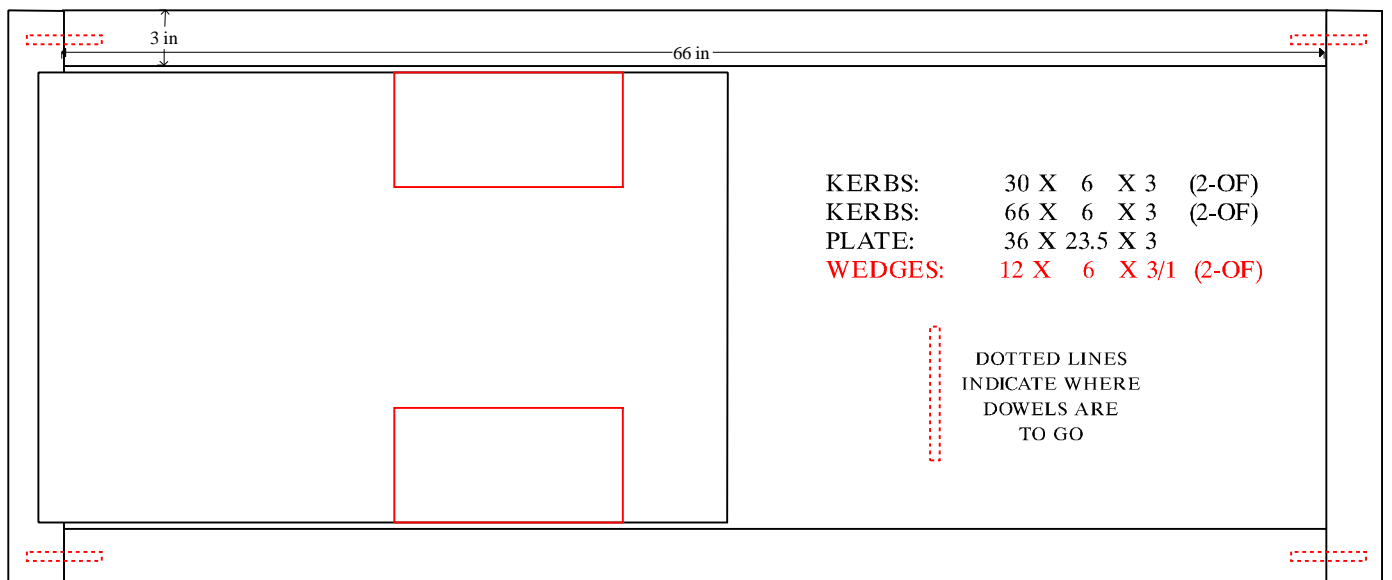 3 in
66 in
KERBS: 30 X 6 X 3 (2-OF)
KERBS: 66 X 6 X 3 (2-OF)
PLATE: 36 X 23.5 X 3
WEDGES: 12 X 6 X 3/1 (2-OF)
DOTTED LINES
INDICATE WHERE
DOWELS ARE
TO GO